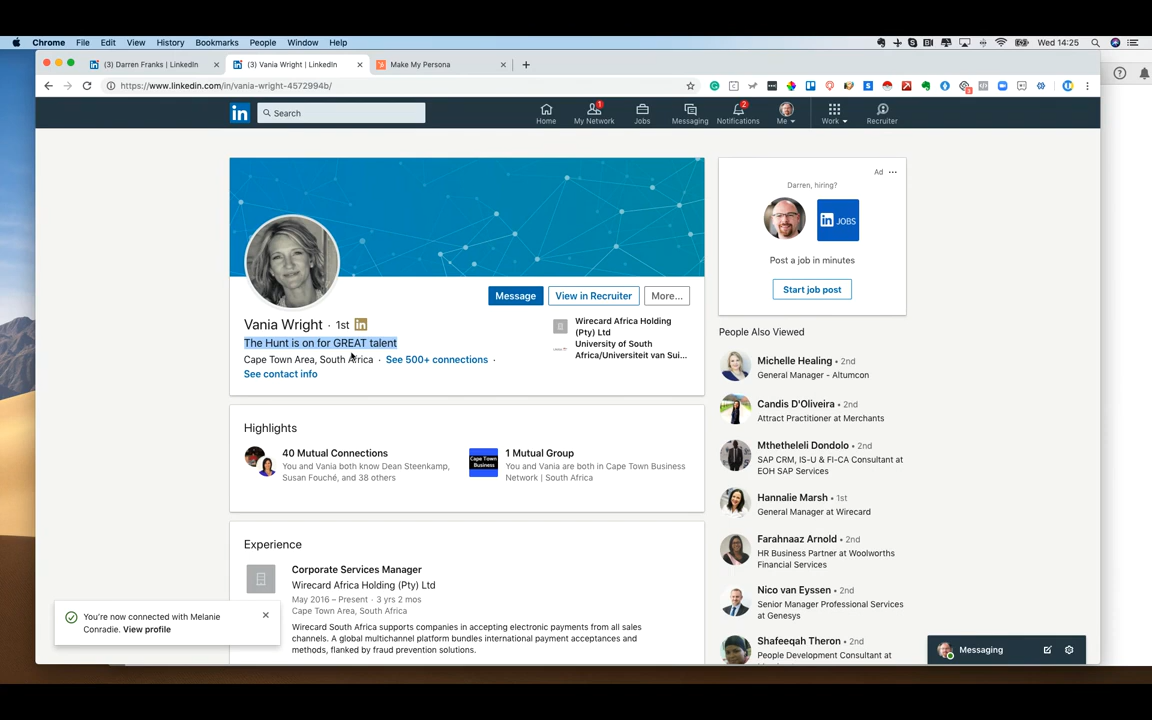 Chrome File Edit View History Bookmarks People Window Help
Wed 14:25
(3) Darren Franks | LinkedIn
(3) Vania Wright | LinkedIn
Make My Persona
https://www.linkedin.com/in/vania-wright-4572994b/
in
Search
Home
1
My Network
Jobs
Messaging
2
Notifications
Me
Work
Recruiter
Message
View in Recruiter
More...
Vania Wright · 1st in
The Hunt is on for GREAT talent
Cape Town Area, South Africa · See 500+ connections ·
See contact info
Wirecard Africa Holding
(Pty) Ltd
University of South
Africa/Universiteit van Sui...
Highlights
40 Mutual Connections
You and Vania both know Dean Steenkamp,
Susan Fouché, and 38 others
Cape Town
Business
1 Mutual Group
You and Vania are both in Cape Town Business
Network | South Africa
Experience
Corporate Services Manager
Wirecard Africa Holding (Pty) Ltd
May 2016 – Present · 3 yrs 2 mos
Cape Town Area, South Africa
Wirecard South Africa supports companies in accepting electronic payments from all sales
channels. A global multichannel platform bundles international payment acceptances and
methods, flanked by fraud prevention solutions.
Ad ···
Darren, hiring?
in JOBS
Post a job in minutes
Start job post
People Also Viewed
Michelle Healing • 2nd
General Manager - Altumcon
Candis D'Oliveira • 2nd
Attract Practitioner at Merchants
Mthetheleli Dondolo • 2nd
SAP CRM, IS-U & FI-CA Consultant at
EOH SAP Services
Hannalie Marsh • 1st
General Manager at Wirecard
Farahnaaz Arnold • 2nd
HR Business Partner at Woolworths
Financial Services
Nico van Eyssen • 2nd
Senior Manager Professional Services
at Genesys
Shafeeqah Theron • 2nd
People Development Consultant at
You're now connected with Melanie
Conradie. View profile
Messaging